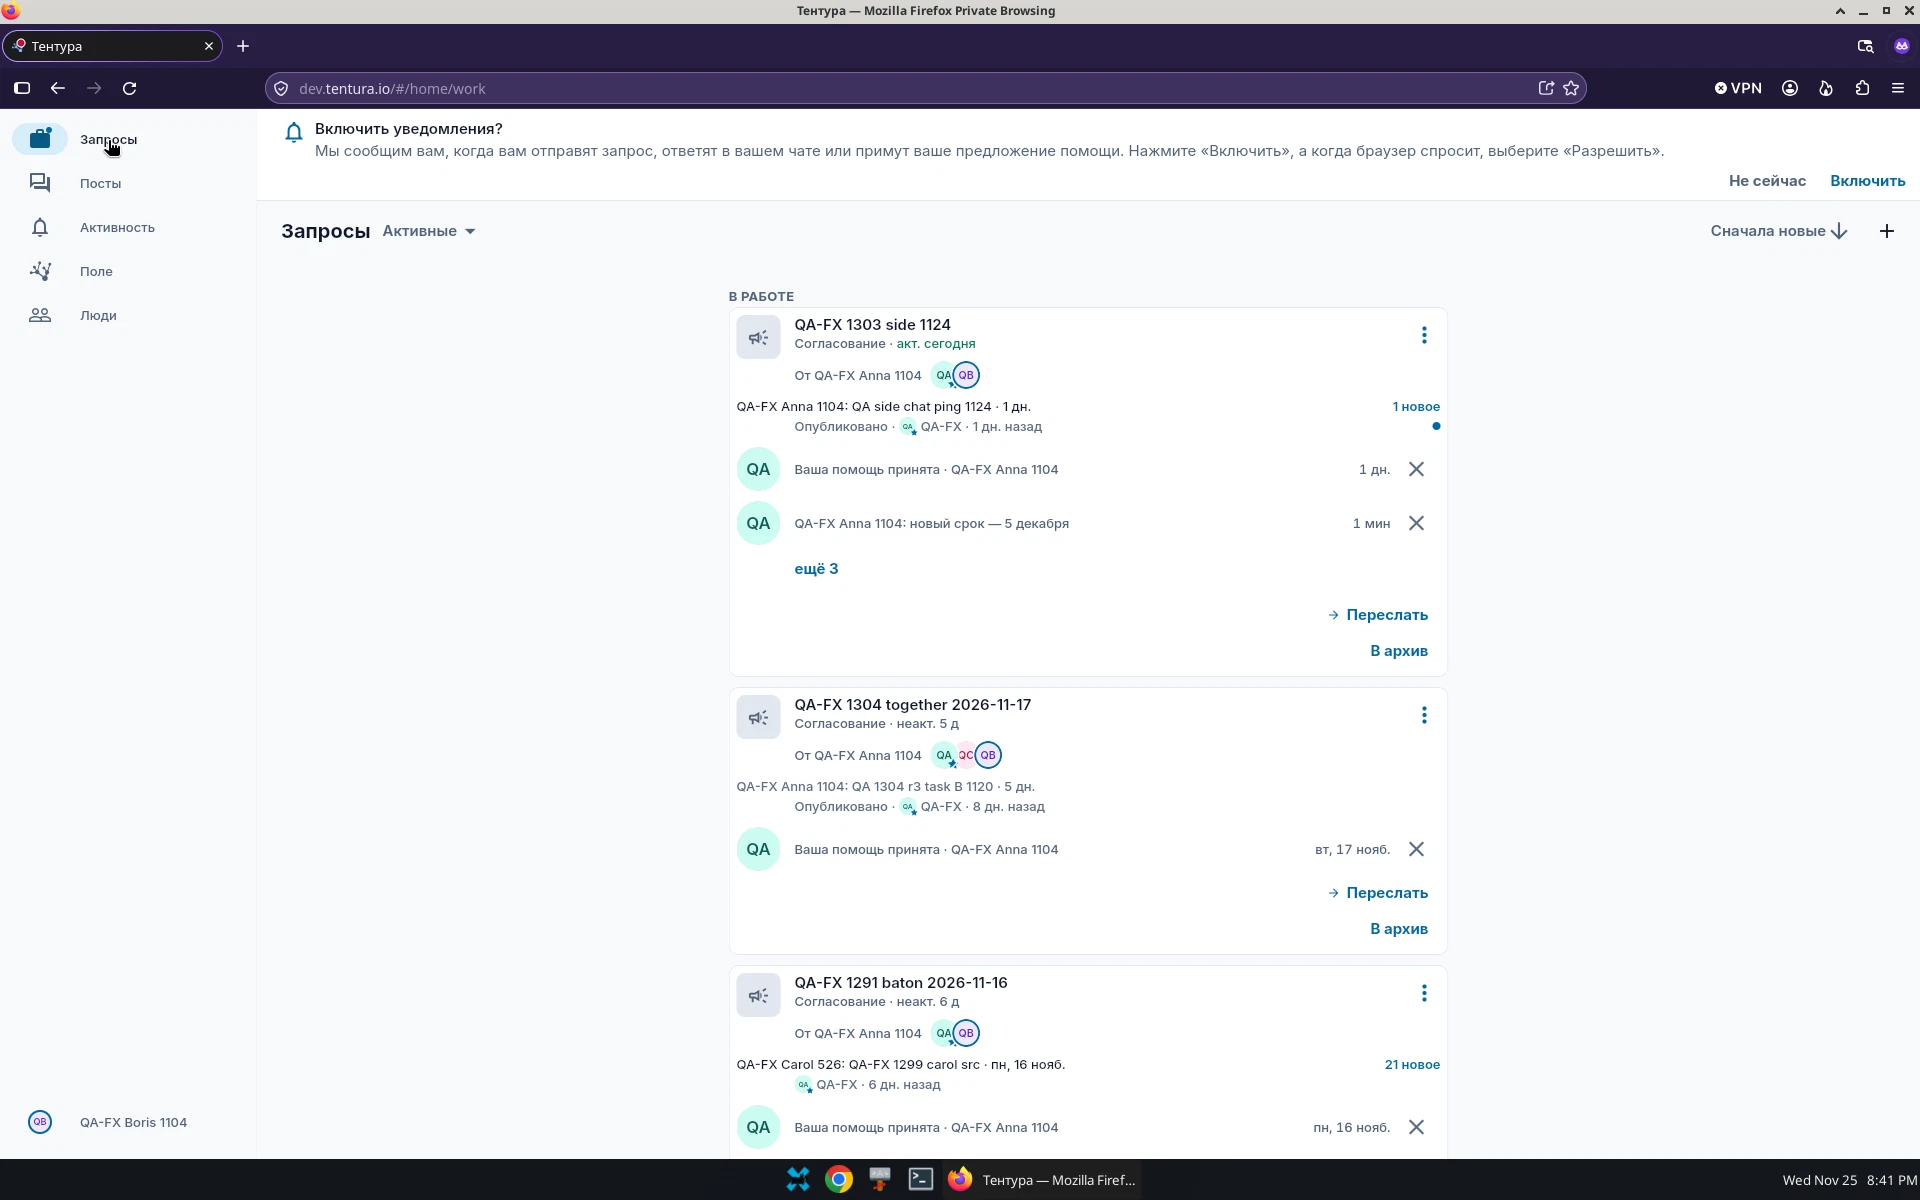 Тентура — Mozilla Firefox Private Browsing
Тентура
dev.tentura.io/#/home/work
VPN
Запросы
Посты
Активность
Поле
Люди
QB
QA-FX Boris 1104
Включить уведомления?
Мы сообщим вам, когда вам отправят запрос, ответят в вашем чате или примут ваше предложение помощи. Нажмите «Включить», а когда браузер спросит, выберите «Разрешить».
Не сейчас
Включить
Запросы
Активные
Сначала новые
В РАБОТЕ
QA-FX 1303 side 1124
Согласование · акт. сегодня
От QA-FX Anna 1104 QA QB
QA-FX Anna 1104: QA side chat ping 1124 · 1 дн.
1 новое
Опубликовано · QA QA-FX · 1 дн. назад
QA
Ваша помощь принята · QA-FX Anna 1104
1 дн.
QA
QA-FX Anna 1104: новый срок — 5 декабря
1 мин
ещё 3
Переслать
В архив
QA-FX 1304 together 2026-11-17
Согласование · неакт. 5 д
От QA-FX Anna 1104 QA QC QB
QA-FX Anna 1104: QA 1304 r3 task B 1120 · 5 дн.
Опубликовано · QA QA-FX · 8 дн. назад
QA
Ваша помощь принята · QA-FX Anna 1104
вт, 17 нояб.
Переслать
В архив
QA-FX 1291 baton 2026-11-16
Согласование · неакт. 6 д
От QA-FX Anna 1104 QA QB
QA-FX Carol 526: QA-FX 1299 carol src · пн, 16 нояб.
21 новое
QA QA-FX · 6 дн. назад
QA
Ваша помощь принята · QA-FX Anna 1104
пн, 16 нояб.
Тентура — Mozilla Firef...
Wed Nov 25 8:41 PM